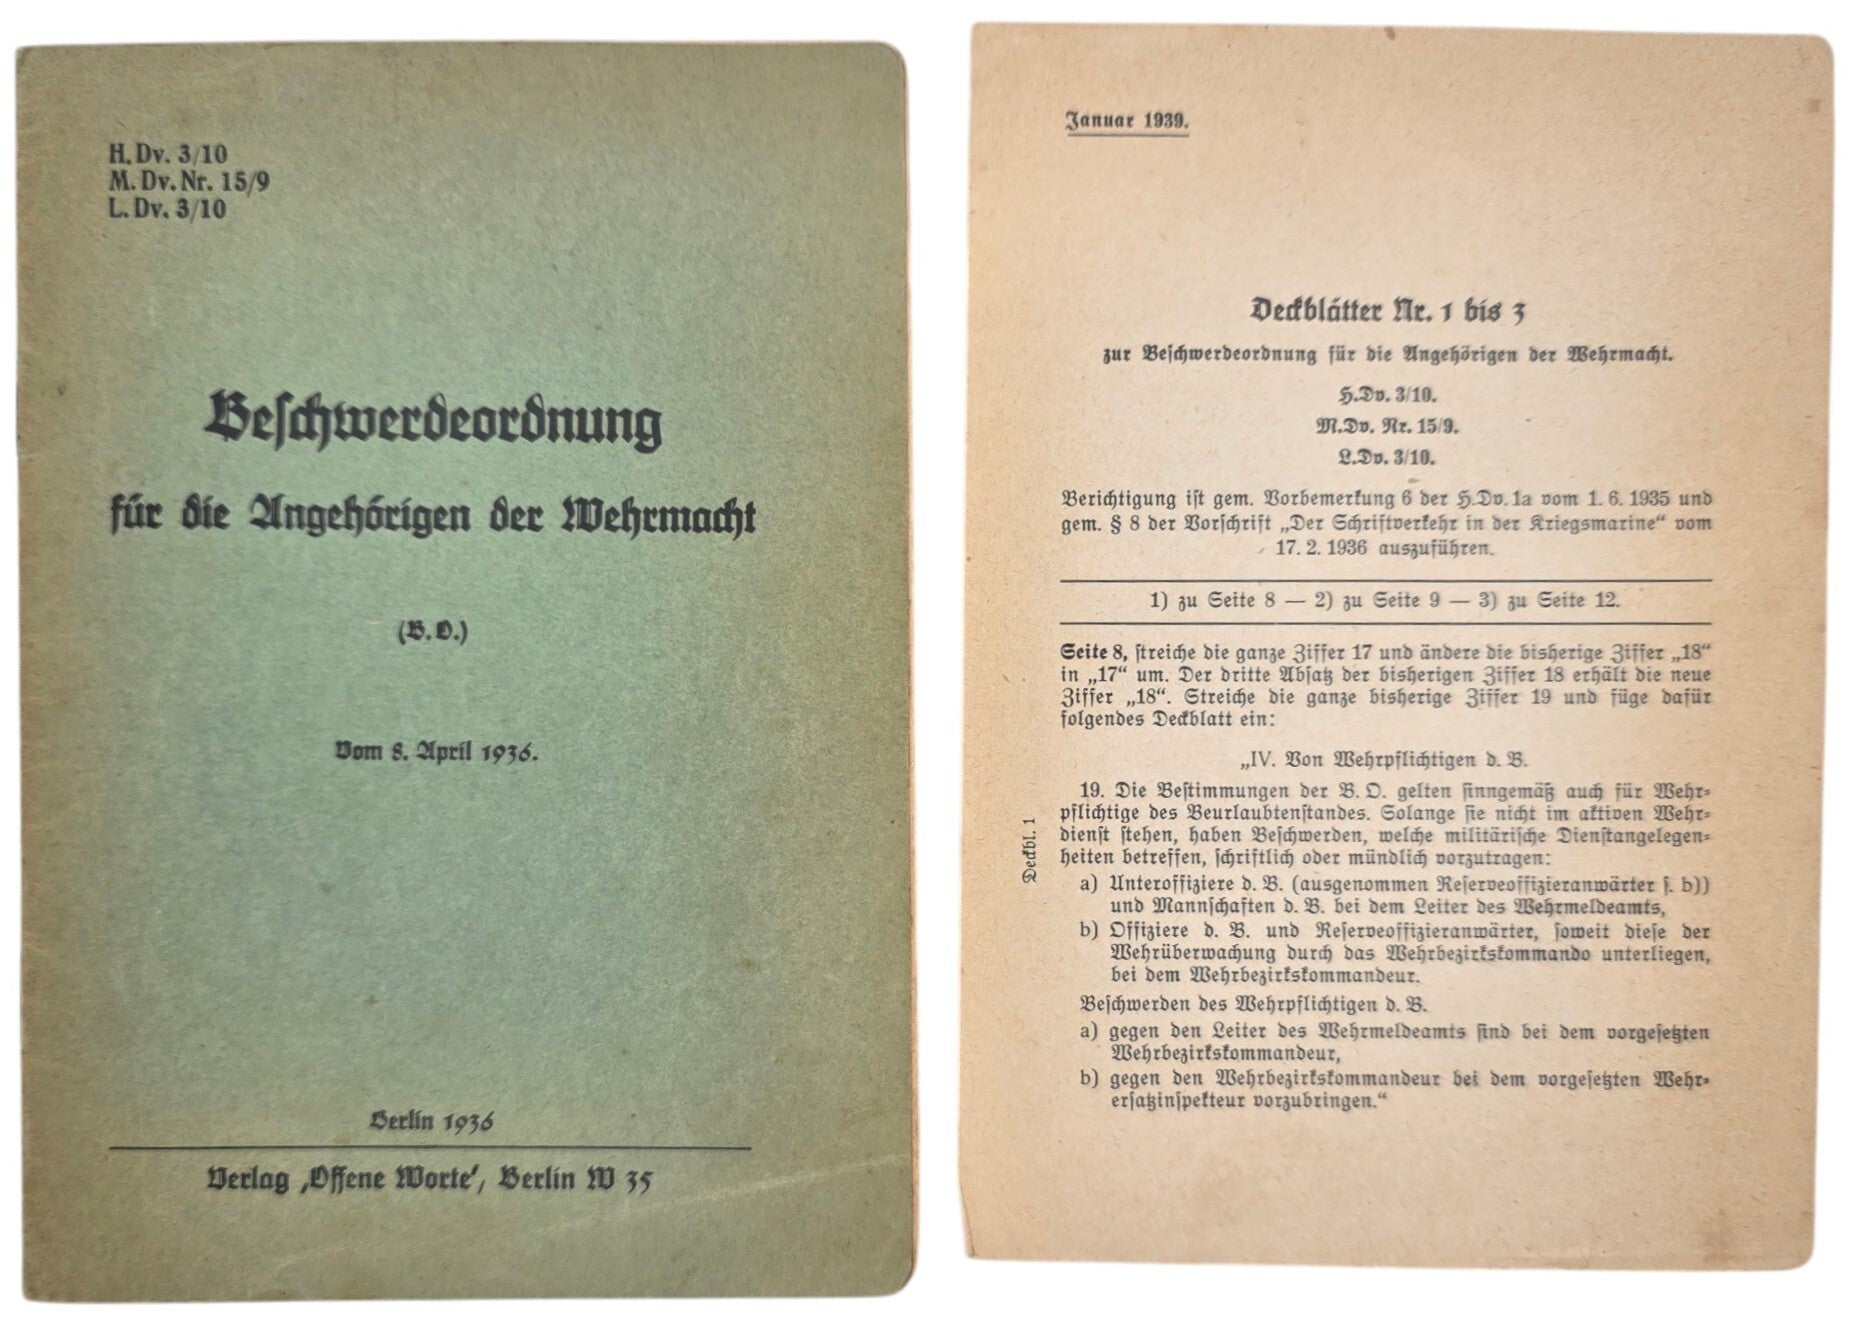 H. Dv. 3/10
M. Dv. Nr. 15/9
L. Dv. 3/10
Beschwerdeordnung
für die Angehörigen der Wehrmacht
(B. O.)
Vom 8. April 1936.
Berlin 1936
Verlag ‚Offene Worte‘, Berlin W 35
Januar 1939.
Deckblätter Nr. 1 bis 3
zur Beschwerdeordnung für die Angehörigen der Wehrmacht.
H.Dv. 3/10.
M.Dv. Nr. 15/9.
L.Dv. 3/10.
Berichtigung ist gem. Vorbemerkung 6 der H.Dv. 1a vom 1. 6. 1935 und
gem. § 8 der Vorschrift „Der Schriftverkehr in der Kriegsmarine“ vom
17. 2. 1936 auszuführen.
1) zu Seite 8 — 2) zu Seite 9 — 3) zu Seite 12.
Seite 8, streiche die ganze Ziffer 17 und ändere die bisherige Ziffer „18“
in „17“ um. Der dritte Absatz der bisherigen Ziffer 18 erhält die neue
Ziffer „18“. Streiche die ganze bisherige Ziffer 19 und füge dafür
folgendes Deckblatt ein:
„IV. Von Wehrpflichtigen d. B.
19. Die Bestimmungen der B. O. gelten sinngemäß auch für Wehr-
pflichtige des Beurlaubtenstandes. Solange sie nicht im aktiven Wehr-
dienst stehen, haben Beschwerden, welche militärische Dienstangelegen-
heiten betreffen, schriftlich oder mündlich vorzutragen:
a) Unteroffiziere d. B. (ausgenommen Reserveoffizieranwärter s. b))
und Mannschaften d. B. bei dem Leiter des Wehrmeldeamts,
b) Offiziere d. B. und Reserveoffizieranwärter, soweit diese der
Wehrüberwachung durch das Wehrbezirkskommando unterliegen,
bei dem Wehrbezirkskommandeur.
Beschwerden des Wehrpflichtigen d. B.
a) gegen den Leiter des Wehrmeldeamts sind bei dem vorgesetzten
Wehrbezirkskommandeur,
b) gegen den Wehrbezirkskommandeur bei dem vorgesetzten Wehr-
ersatzinspekteur vorzubringen.“
Deckbl. 1